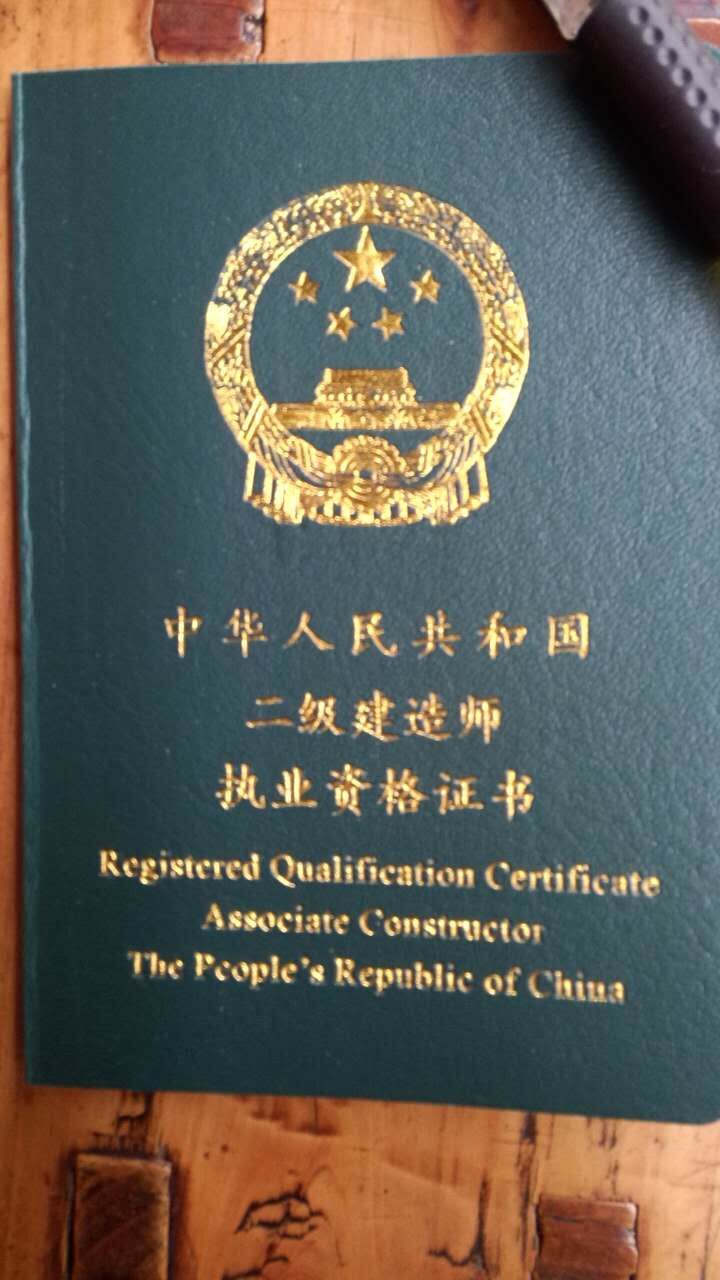 中华人民共和国
二级建造师
执业资格证书
Registered Qualification Certificate
Associate Constructor
The People's Republic of China